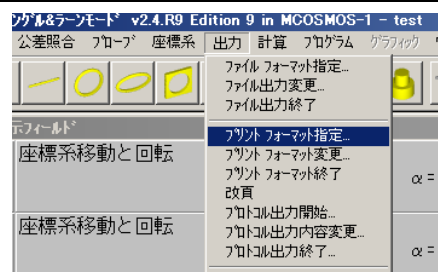 ングル&ラーンモード v2.4.R9 Edition 9 in MCOSMOS-1 - test
公差照合 プローブ 座標系 出力 計算 プログラム グラフィック
ファイル フォーマット指定...
ファイル出力変更...
ファイル出力終了
示フィールド
プリント フォーマット指定...
座標系移動と回転
プリント フォーマット変更...
プリント フォーマット終了
α =
改頁
プロトコル出力開始...
座標系移動と回転
プロトコル出力内容変更...
プロトコル出力終了...
α =